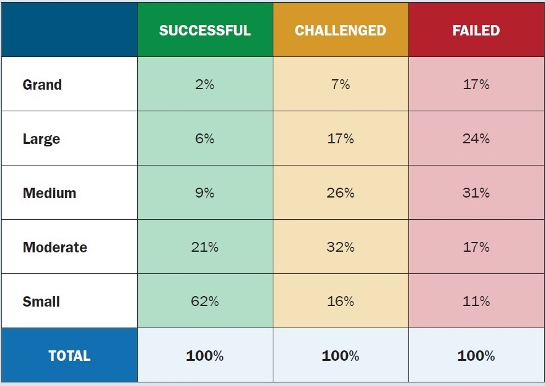 SUCCESSFUL CHALLENGED FAILED
Grand 2% 7% 17%
Large 6% 17% 24%
Medium 9% 26% 31%
Moderate 21% 32% 17%
Small 62% 16% 11%
TOTAL 100% 100% 100%